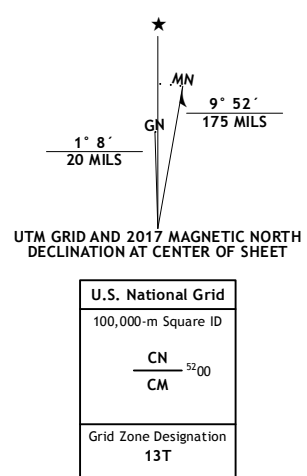 ★
MN
GN
9° 52´
175 MILS
1° 8´
20 MILS
UTM GRID AND 2017 MAGNETIC NORTH
DECLINATION AT CENTER OF SHEET
U.S. National Grid
100,000-m Square ID
CN
5200
CM
Grid Zone Designation
13T